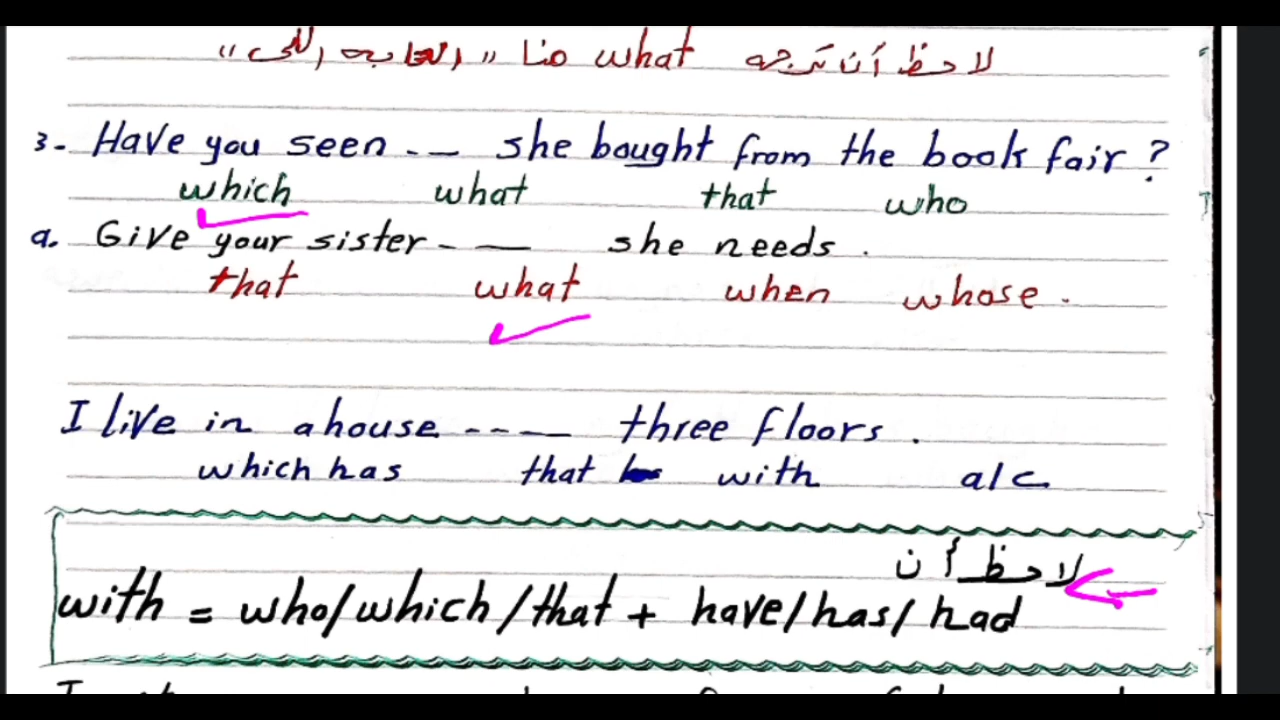 لاحظ أن ترجمه what هنا " الحاجه اللى "
3- Have you seen -- — she bought from the book fair ?
which what that who
a. Give your sister - — she needs .
that what when whose .
I live in a house --- — three floors .
which has that with a/c
لاحظ أن
with = who/which/that + have/has/had